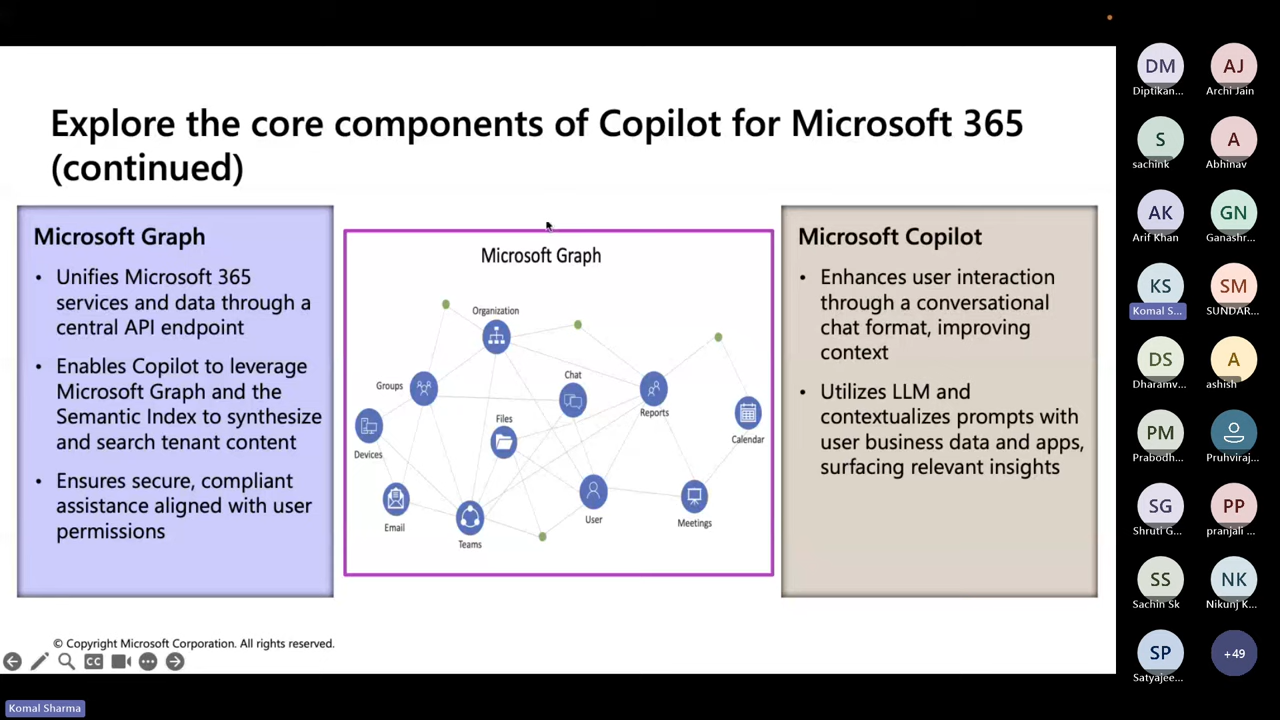 Explore the core components of Copilot for Microsoft 365
(continued)
Microsoft Graph
• Unifies Microsoft 365
services and data through a
central API endpoint
• Enables Copilot to leverage
Microsoft Graph and the
Semantic Index to synthesize
and search tenant content
• Ensures secure, compliant
assistance aligned with user
permissions
Microsoft Graph
Organization
Groups
Chat
Files
Reports
Devices
Calendar
Email
Teams
User
Meetings
Microsoft Copilot
• Enhances user interaction
through a conversational
chat format, improving
context
• Utilizes LLM and
contextualizes prompts with
user business data and apps,
surfacing relevant insights
© Copyright Microsoft Corporation. All rights reserved.
CC
Komal Sharma
DM
Diptikan...
AJ
Archi Jain
S
sachink
A
Abhinav
AK
Arif Khan
GN
Ganashr...
KS
Komal S...
SM
SUNDAR...
DS
Dharamv...
A
ashish
PM
Prabodh...
Pruhviraj...
SG
Shruti G...
PP
pranjali ...
SS
Sachin Sk
NK
Nikunj K...
SP
Satyajee...
+49